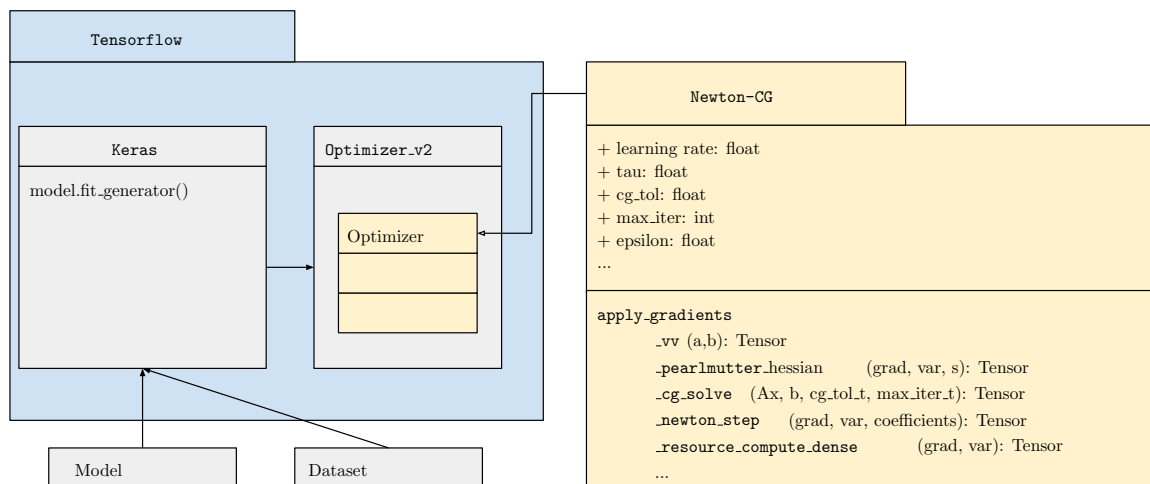 Tensorflow
Keras
model.fit_generator()
Optimizer_v2
Optimizer
Model
Dataset
Newton-CG
+ learning rate: float
+ tau: float
+ cg_tol: float
+ max_iter: int
+ epsilon: float
...
apply_gradients
_vv (a,b): Tensor
_pearlmutter_hessian (grad, var, s): Tensor
_cg_solve (Ax, b, cg_tol_t, max_iter_t): Tensor
_newton_step (grad, var, coefficients): Tensor
_resource_compute_dense (grad, var): Tensor
...